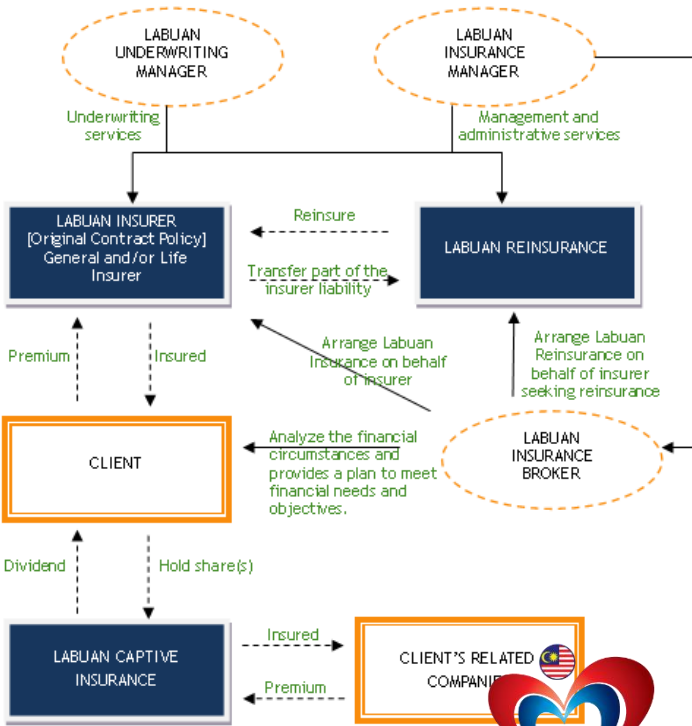 LABUAN
UNDERWRITING
MANAGER
LABUAN
INSURANCE
MANAGER
Underwriting
services
Management and
administrative services
LABUAN INSURER
[Original Contract Policy]
General and/or Life
Insurer
Reinsure
LABUAN REINSURANCE
Transfer part of the
insurer liability
Premium
Insured
Arrange Labuan
Insurance on behalf
of insurer
Arrange Labuan
Reinsurance on
behalf of insurer
seeking reinsurance
CLIENT
Analyze the financial
circumstances and
provides a plan to meet
financial needs and
objectives.
LABUAN
INSURANCE
BROKER
Dividend
Hold share(s)
LABUAN CAPTIVE
INSURANCE
Insured
Premium
CLIENT'S RELATED